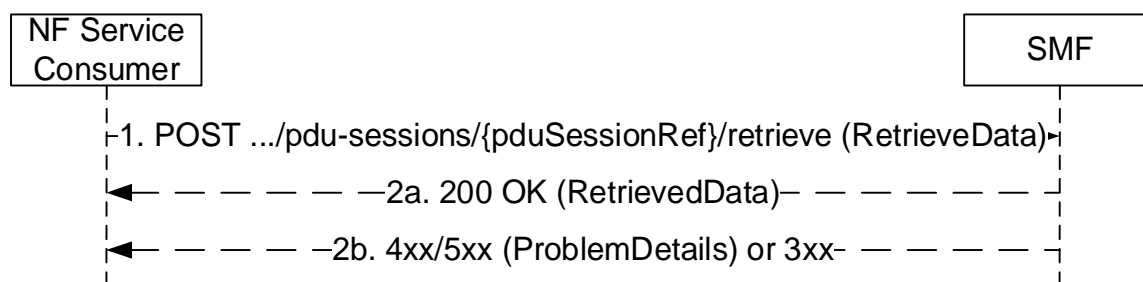 NF Service
Consumer
SMF
1. POST .../pdu-sessions/{pduSessionRef}/retrieve (RetrieveData)
2a. 200 OK (RetrievedData)
2b. 4xx/5xx (ProblemDetails) or 3xx